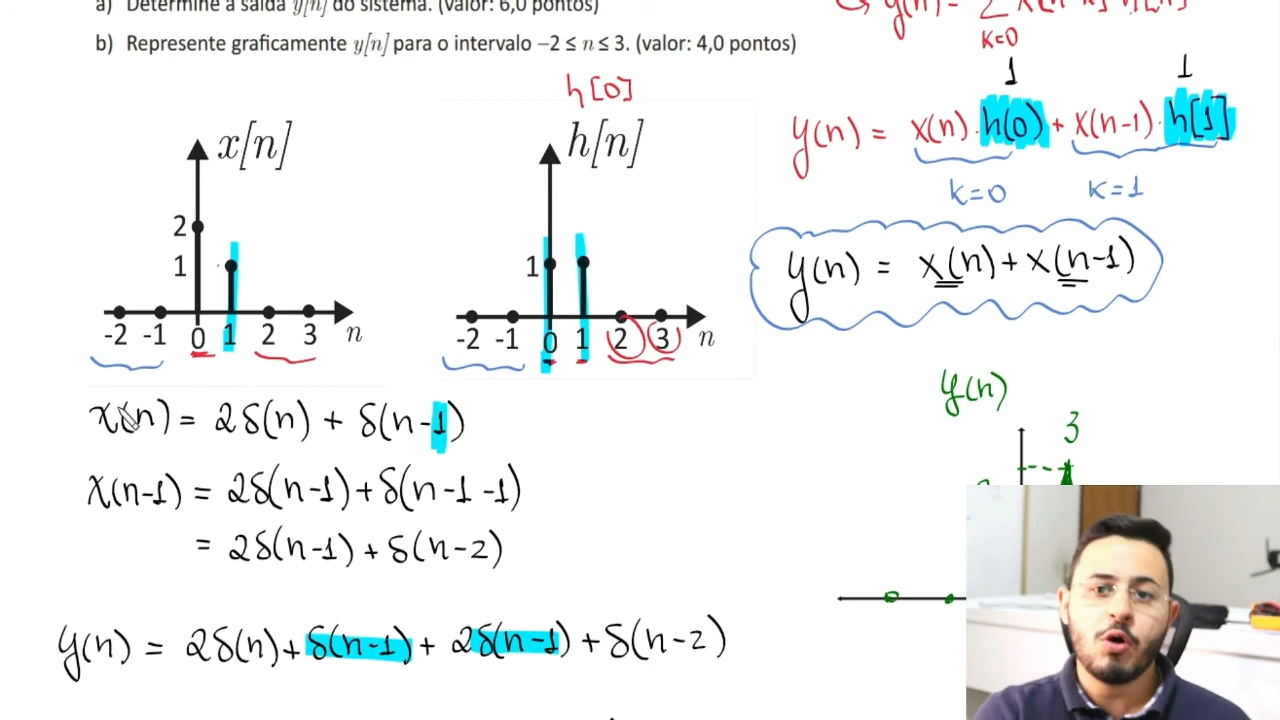 a) Determine a saída y[n] do sistema. (valor: 6,0 pontos)
b) Represente graficamente y[n] para o intervalo −2 ≤ n ≤ 3. (valor: 4,0 pontos)
K=0
h[0]
1 1
y(n) = x(n) · h(0) + x(n-1) · h[1]
K=0 K=1
y(n) = x(n) + x(n-1)
x[n]
2
1
-2 -1 0 1 2 3 n
h[n]
1
-2 -1 0 1 2 3 n
x(n) = 2δ(n) + δ(n-1)
x(n-1) = 2δ(n-1) + δ(n-1-1)
= 2δ(n-1) + δ(n-2)
y(n) = 2δ(n) + δ(n-1) + 2δ(n-1) + δ(n-2)
y(n)
3